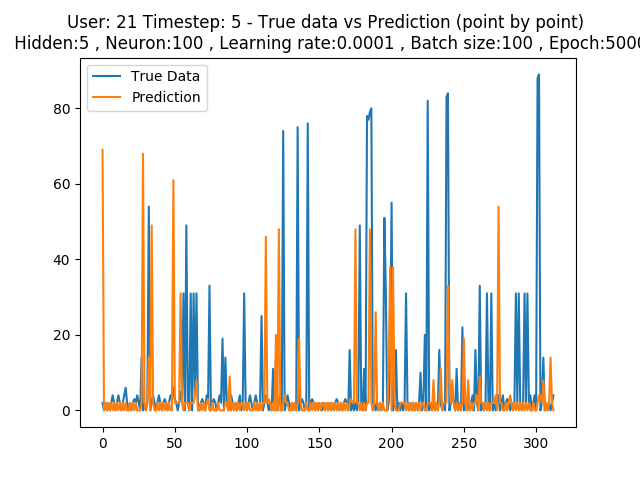 User: 21 Timestep: 5 - True data vs Prediction (point by point)
Hidden:5 , Neuron:100 , Learning rate:0.0001 , Batch size:100 , Epoch:5000
True Data
Prediction
80
60
40
20
0
0 50 100 150 200 250 300